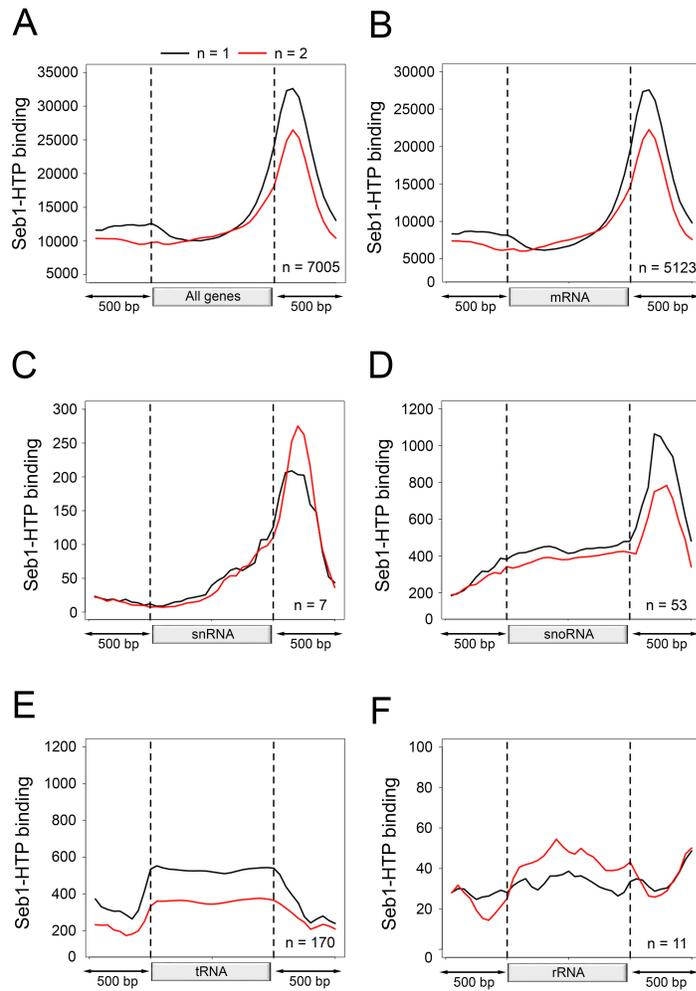 A
n = 1 n = 2
Seb1-HTP binding
35000
30000
25000
20000
15000
10000
5000
n = 7005
500 bp All genes 500 bp
B
Seb1-HTP binding
30000
25000
20000
15000
10000
5000
0
n = 5123
500 bp mRNA 500 bp
C
Seb1-HTP binding
300
250
200
150
100
50
0
n = 7
500 bp snRNA 500 bp
D
Seb1-HTP binding
1200
1000
800
600
400
200
0
n = 53
500 bp snoRNA 500 bp
E
Seb1-HTP binding
1200
1000
800
600
400
200
0
n = 170
500 bp tRNA 500 bp
F
Seb1-HTP binding
100
80
60
40
20
0
n = 11
500 bp rRNA 500 bp